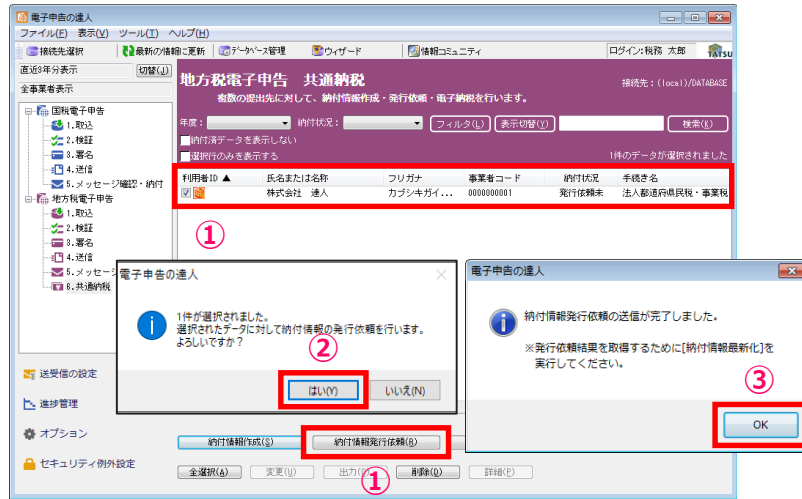 電子申告の達人
ファイル(F) 表示(V) ツール(T) ヘルプ(H)
接続先選択 最新の情報に更新 データベース管理 ウィザード 情報コミュニティ ログイン:税務 太郎
直近3年分表示 切替(J)
全事業者表示
国税電子申告
1.取込
2.検証
3.署名
4.送信
5.メッセージ確認・納付
地方税電子申告
1.取込
2.検証
3.署名
4.送信
5.メッセージ
6.共通納税
地方税電子申告 共通納税
接続先:(local)/DATABASE
複数の提出先に対して、納付情報作成・発行依頼・電子納税を行います。
年度: 納付状況: フィルタ(L) 表示切替(Y) 検索(K)
納付済データを表示しない
選択行のみを表示する 1件のデータが選択されました
利用者ID ▲ 氏名または名称 フリガナ 事業者コード 納付状況 手続き名
株式会社 達人 カブシキガイ... 0000000001 発行依頼未 法人都道府県民税・事業税
①
電子申告の達人
1件が選択されました。
選択されたデータに対して納付情報の発行依頼を行います。
よろしいですか?
②
はい(Y) いいえ(N)
電子申告の達人
納付情報発行依頼の送信が完了しました。
※発行依頼結果を取得するために[納付情報最新化]を
実行してください。
③
OK
送受信の設定
進捗管理
オプション
セキュリティ例外設定
納付情報作成(S) 納付情報発行依頼(R)
①
全選択(A) 変更(U) 出力 削除(D) 詳細(P)